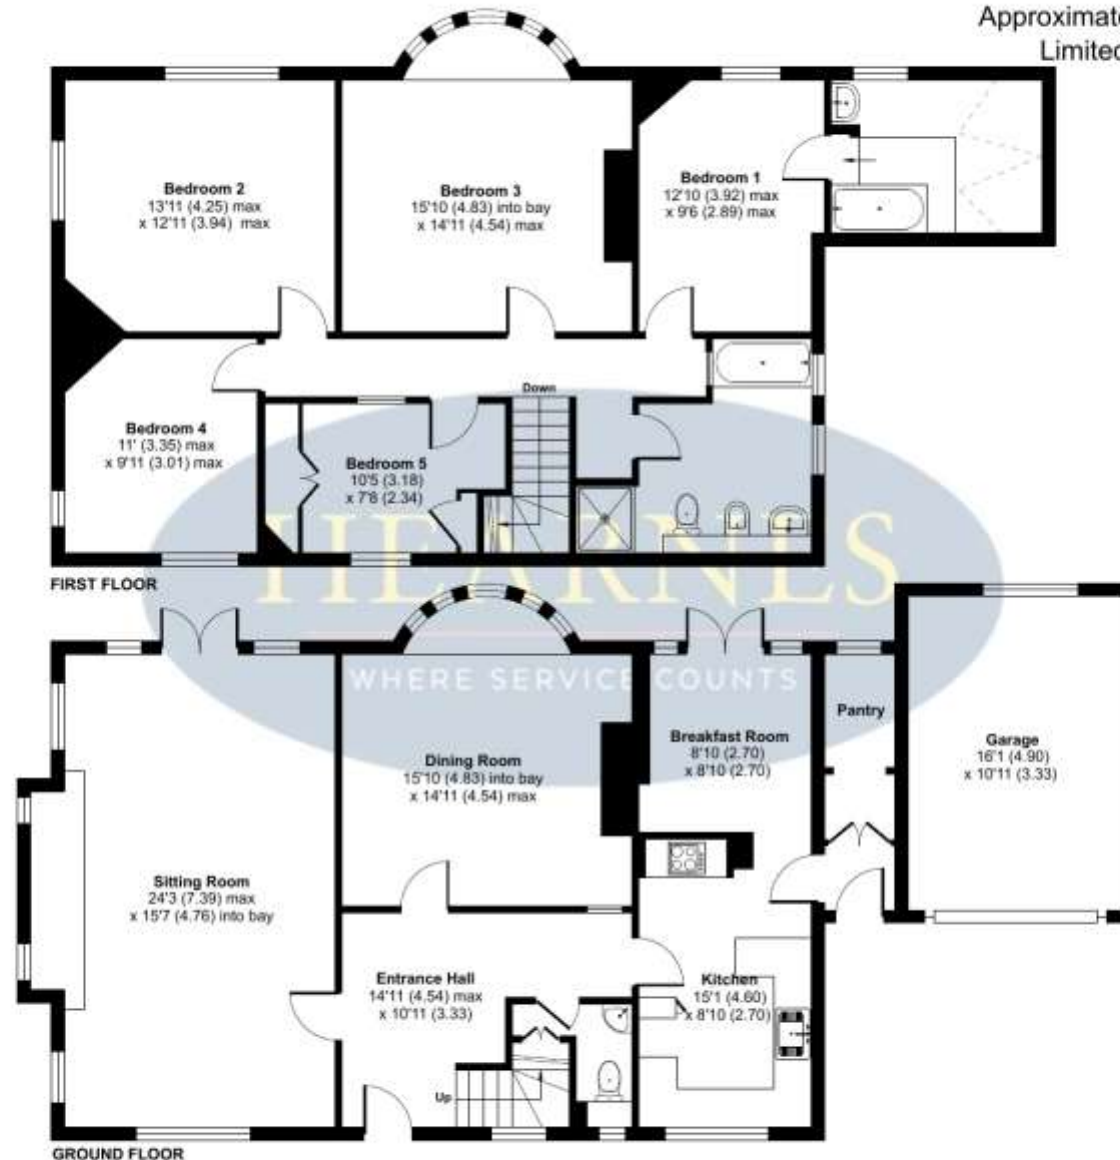 Approximate
Limited
Bedroom 2
13'11 (4.25) max
x 12'11 (3.94) max
Bedroom 3
15'10 (4.83) into bay
x 14'11 (4.54) max
Bedroom 1
12'10 (3.92) max
x 9'6 (2.89) max
Bedroom 4
11' (3.35) max
x 9'11 (3.01) max
Down
Bedroom 5
10'5 (3.18)
x 7'8 (2.34)
FIRST FLOOR
HEARNES
WHERE SERVICE COUNTS
Sitting Room
24'3 (7.39) max
x 15'7 (4.76) into bay
Dining Room
15'10 (4.83) into bay
x 14'11 (4.54) max
Breakfast Room
8'10 (2.70)
x 8'10 (2.70)
Pantry
Garage
16'1 (4.90)
x 10'11 (3.33)
Entrance Hall
14'11 (4.54) max
x 10'11 (3.33)
Kitchen
15'1 (4.60)
x 8'10 (2.70)
Up
GROUND FLOOR